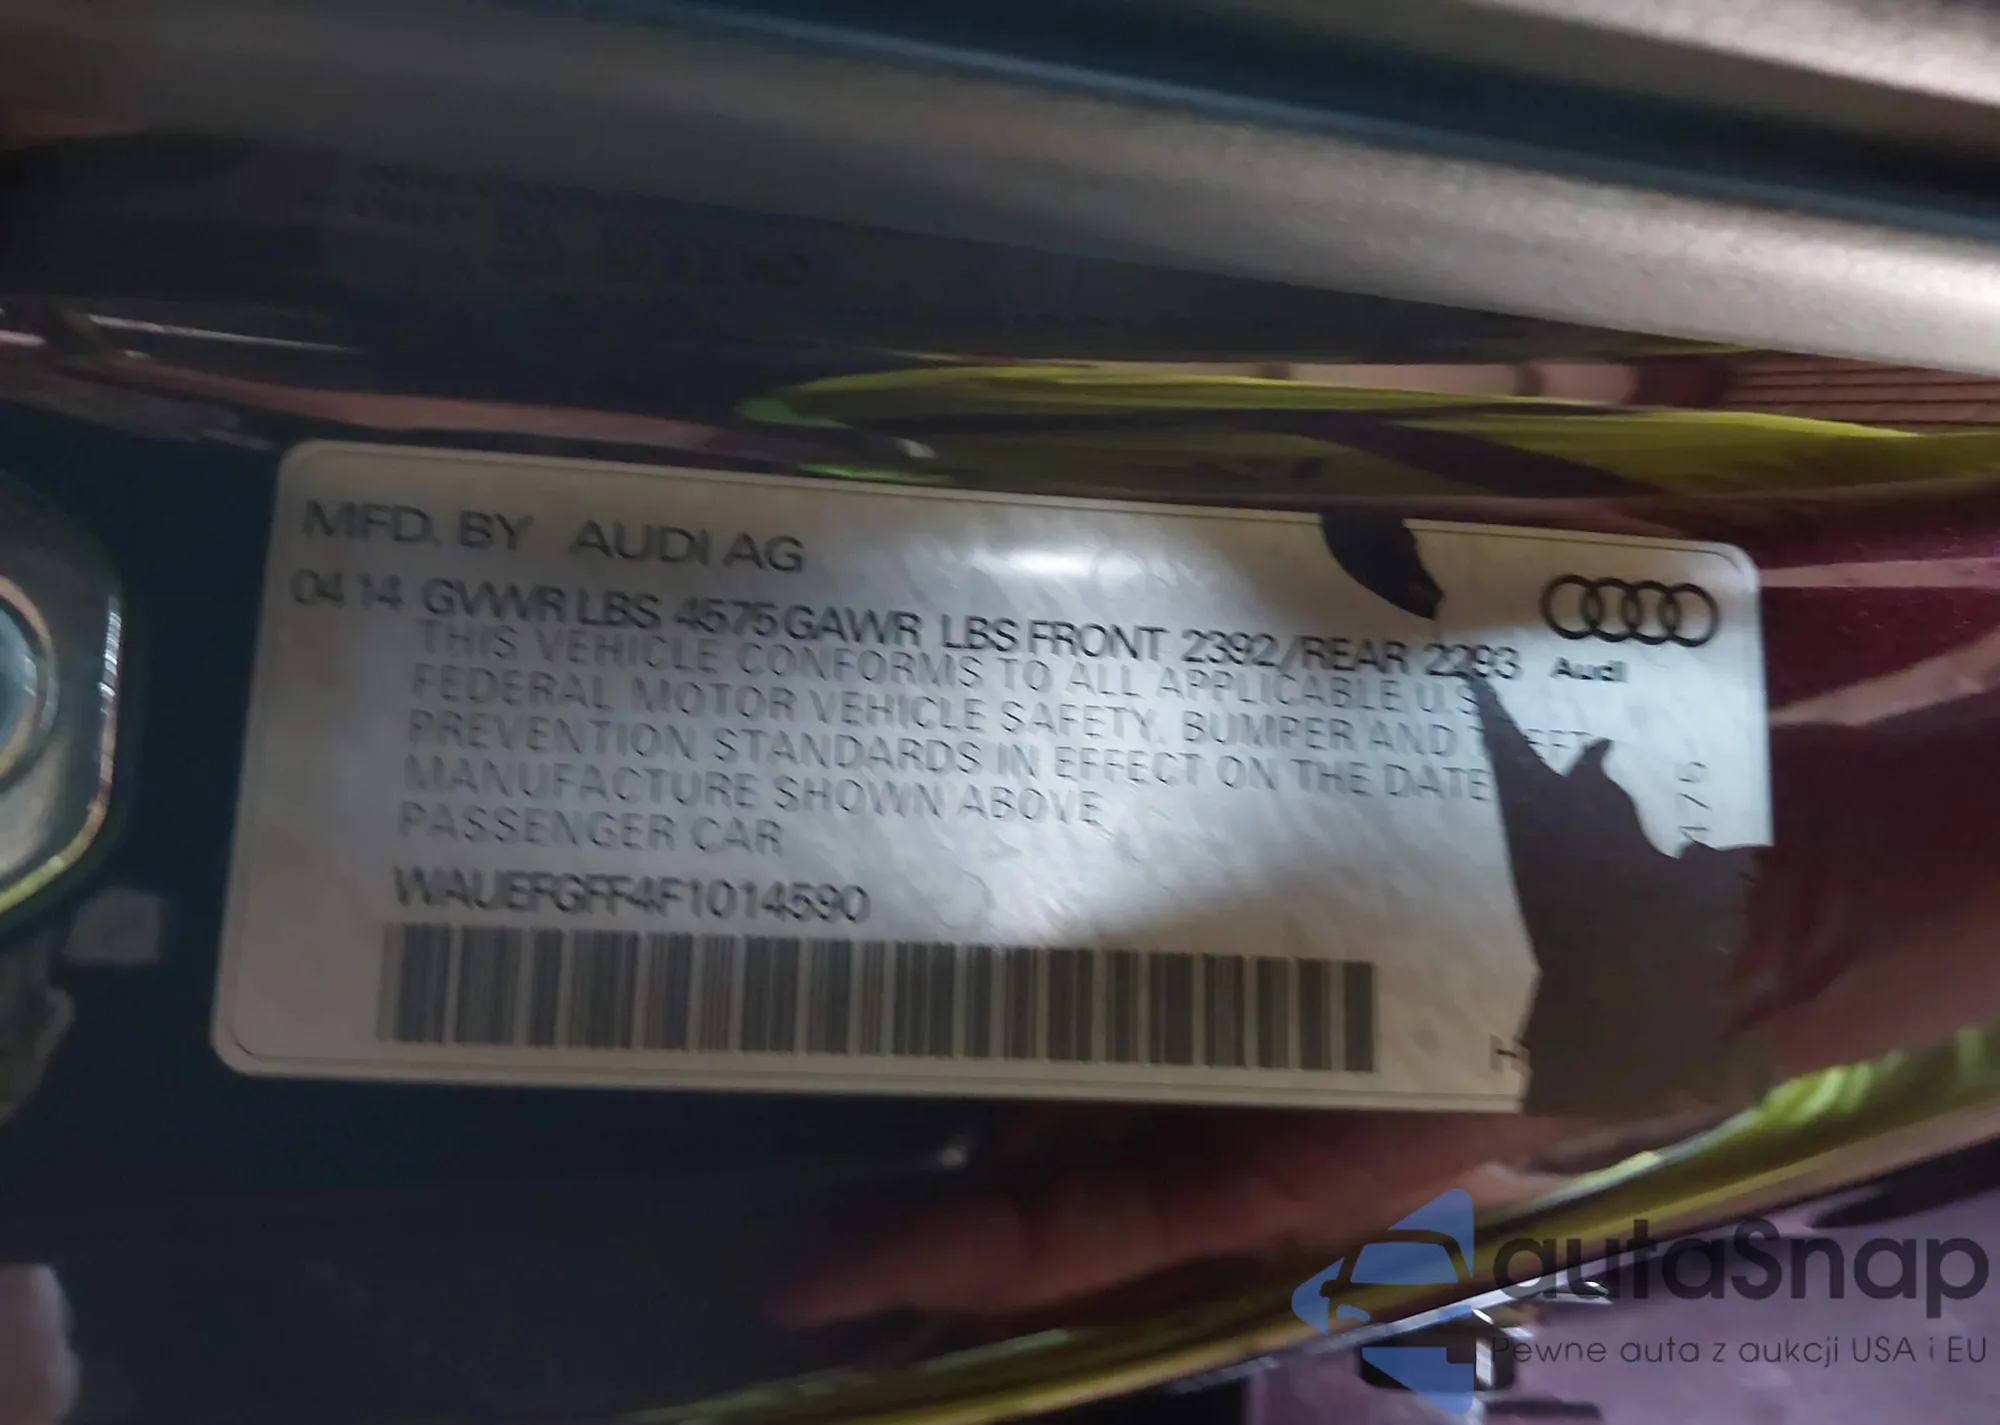 MFD. BY AUDI AG
04 14 GVWR LBS 4575 GAWR LBS FRONT 2392/REAR 2293
Audi
THIS VEHICLE CONFORMS TO ALL APPLICABLE U.S
FEDERAL MOTOR VEHICLE SAFETY, BUMPER AND
PREVENTION STANDARDS IN EFFECT ON THE DATE
MANUFACTURE SHOWN ABOVE
PASSENGER CAR
WAUEFGFF4F1014590
autaSnap
Pewne auta z aukcji USA i EU